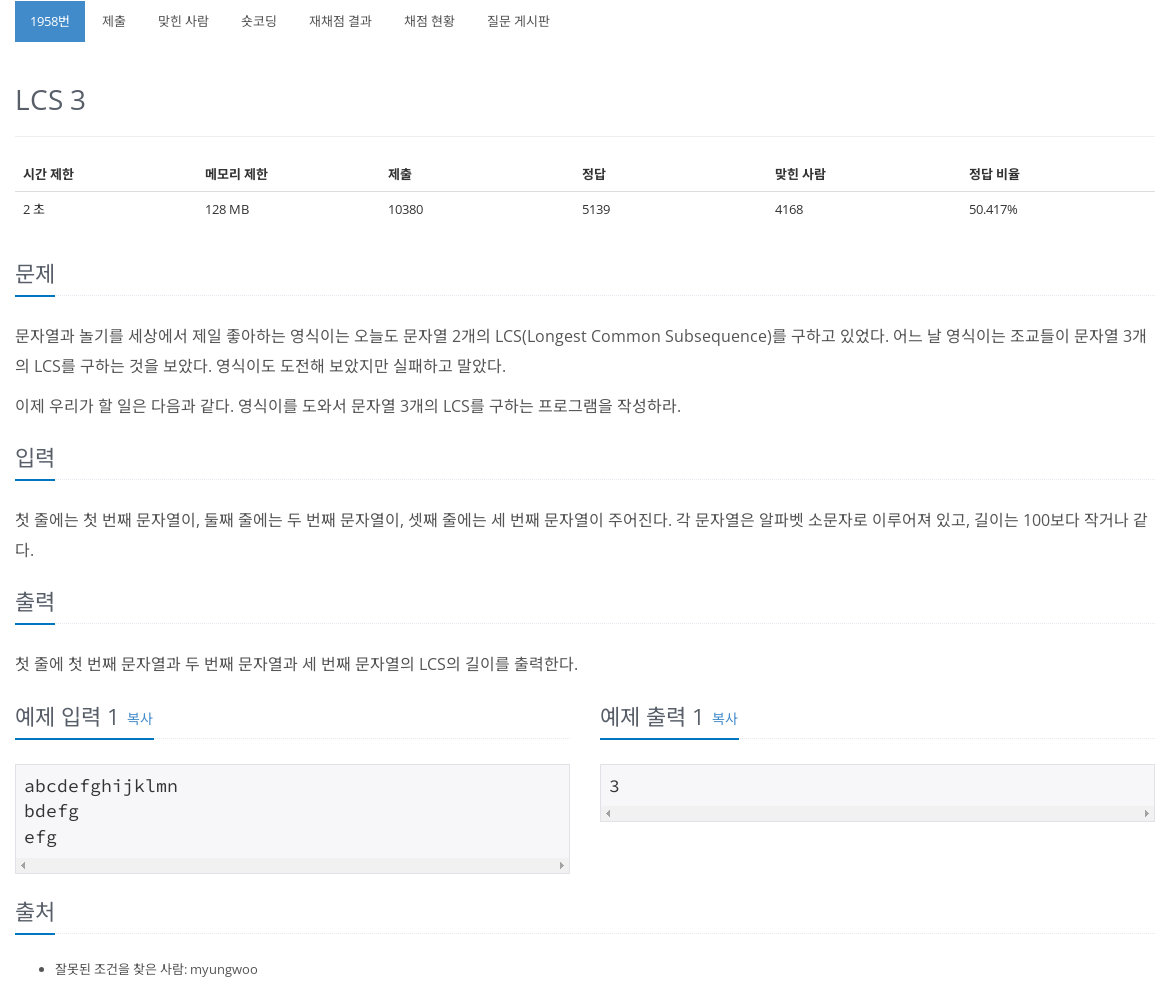 1958번 제출 맞힌 사람 숏코딩 재채점 결과 채점 현황 질문 게시판
LCS 3
시간 제한 메모리 제한 제출 정답 맞힌 사람 정답 비율
2 초 128 MB 10380 5139 4168 50.417%
문제
문자열과 놀기를 세상에서 제일 좋아하는 영식이는 오늘도 문자열 2개의 LCS(Longest Common Subsequence)를 구하고 있었다. 어느 날 영식이는 조교들이 문자열 3개
의 LCS를 구하는 것을 보았다. 영식이도 도전해 보았지만 실패하고 말았다.
이제 우리가 할 일은 다음과 같다. 영식이를 도와서 문자열 3개의 LCS를 구하는 프로그램을 작성하라.
입력
첫 줄에는 첫 번째 문자열이, 둘째 줄에는 두 번째 문자열이, 셋째 줄에는 세 번째 문자열이 주어진다. 각 문자열은 알파벳 소문자로 이루어져 있고, 길이는 100보다 작거나 같
다.
출력
첫 줄에 첫 번째 문자열과 두 번째 문자열과 세 번째 문자열의 LCS의 길이를 출력한다.
예제 입력 1 복사
abcdefghijklmn
bdefg
efg
예제 출력 1 복사
3
출처
잘못된 조건을 찾은 사람: myungwoo